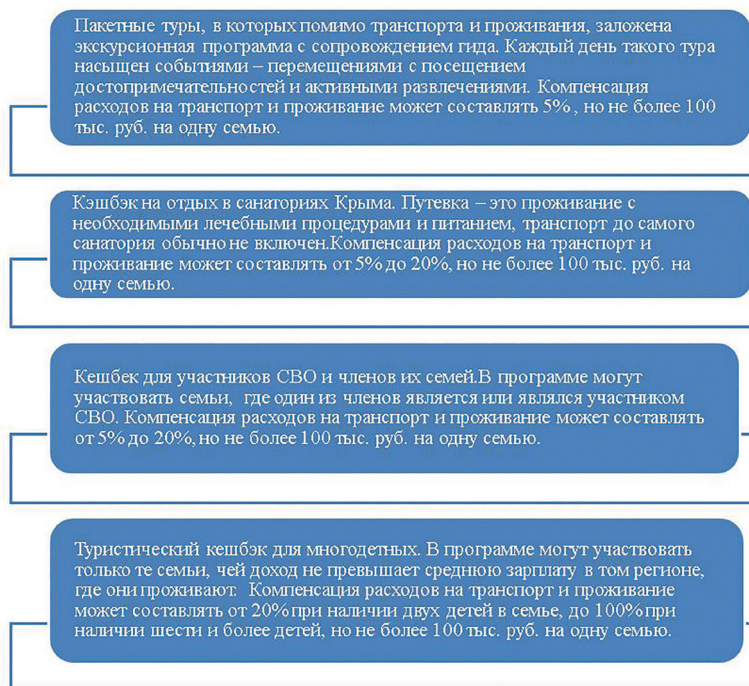 Пакетные туры, в которых помимо транспорта и проживания, заложена
экскурсионная программа с сопровождением гида. Каждый день такого тура
насыщен событиями – перемещениями с посещением
достопримечательностей и активными развлечениями. Компенсация
расходов на транспорт и проживание может составлять 5% , но не более 100
тыс. руб. на одну семью.
Кэшбэк на отдых в санаториях Крыма. Путевка – это проживание с
необходимыми лечебными процедурами и питанием, транспорт до самого
санатория обычно не включен.Компенсация расходов на транспорт и
проживание может составлять от 5% до 20%, но не более 100 тыс. руб. на
одну семью.
Кешбек для участников СВО и членов их семей.В программе могут
участвовать семьи, где один из членов является или являлся участником
СВО. Компенсация расходов на транспорт и проживание может составлять
от 5% до 20%, но не более 100 тыс. руб. на одну семью.
Туристический кешбэк для многодетных. В программе могут участвовать
только те семьи, чей доход не превышает среднюю зарплату в том регионе,
где они проживают. Компенсация расходов на транспорт и проживание
может составлять от 20% при наличии двух детей в семье, до 100% при
наличии шести и более детей, но не более 100 тыс. руб. на одну семью.